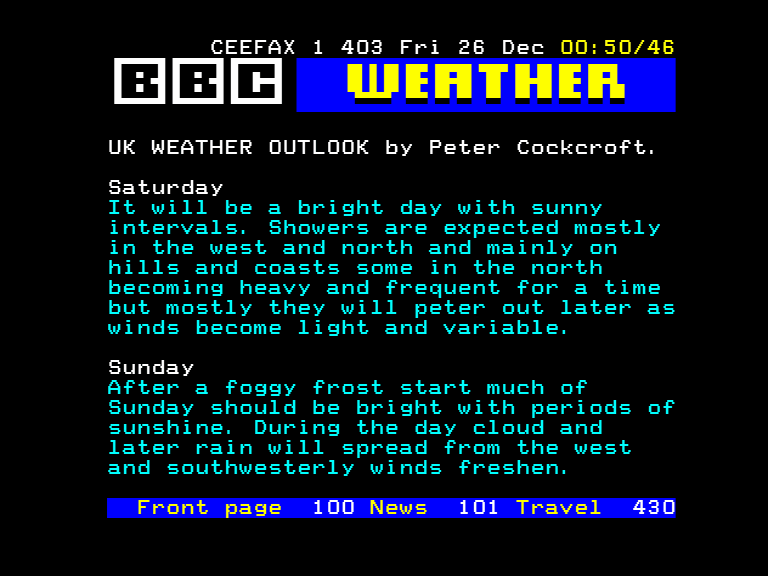 CEEFAX 1 403 Fri 26 Dec 00:50/46
BBC WEATHER
UK WEATHER OUTLOOK by Peter Cockcroft.
Saturday
It will be a bright day with sunny
intervals. Showers are expected mostly
in the west and north and mainly on
hills and coasts some in the north
becoming heavy and frequent for a time
but mostly they will peter out later as
winds become light and variable.
Sunday
After a foggy frost start much of
Sunday should be bright with periods of
sunshine. During the day cloud and
later rain will spread from the west
and southwesterly winds freshen.
Front page 100 News 101 Travel 430